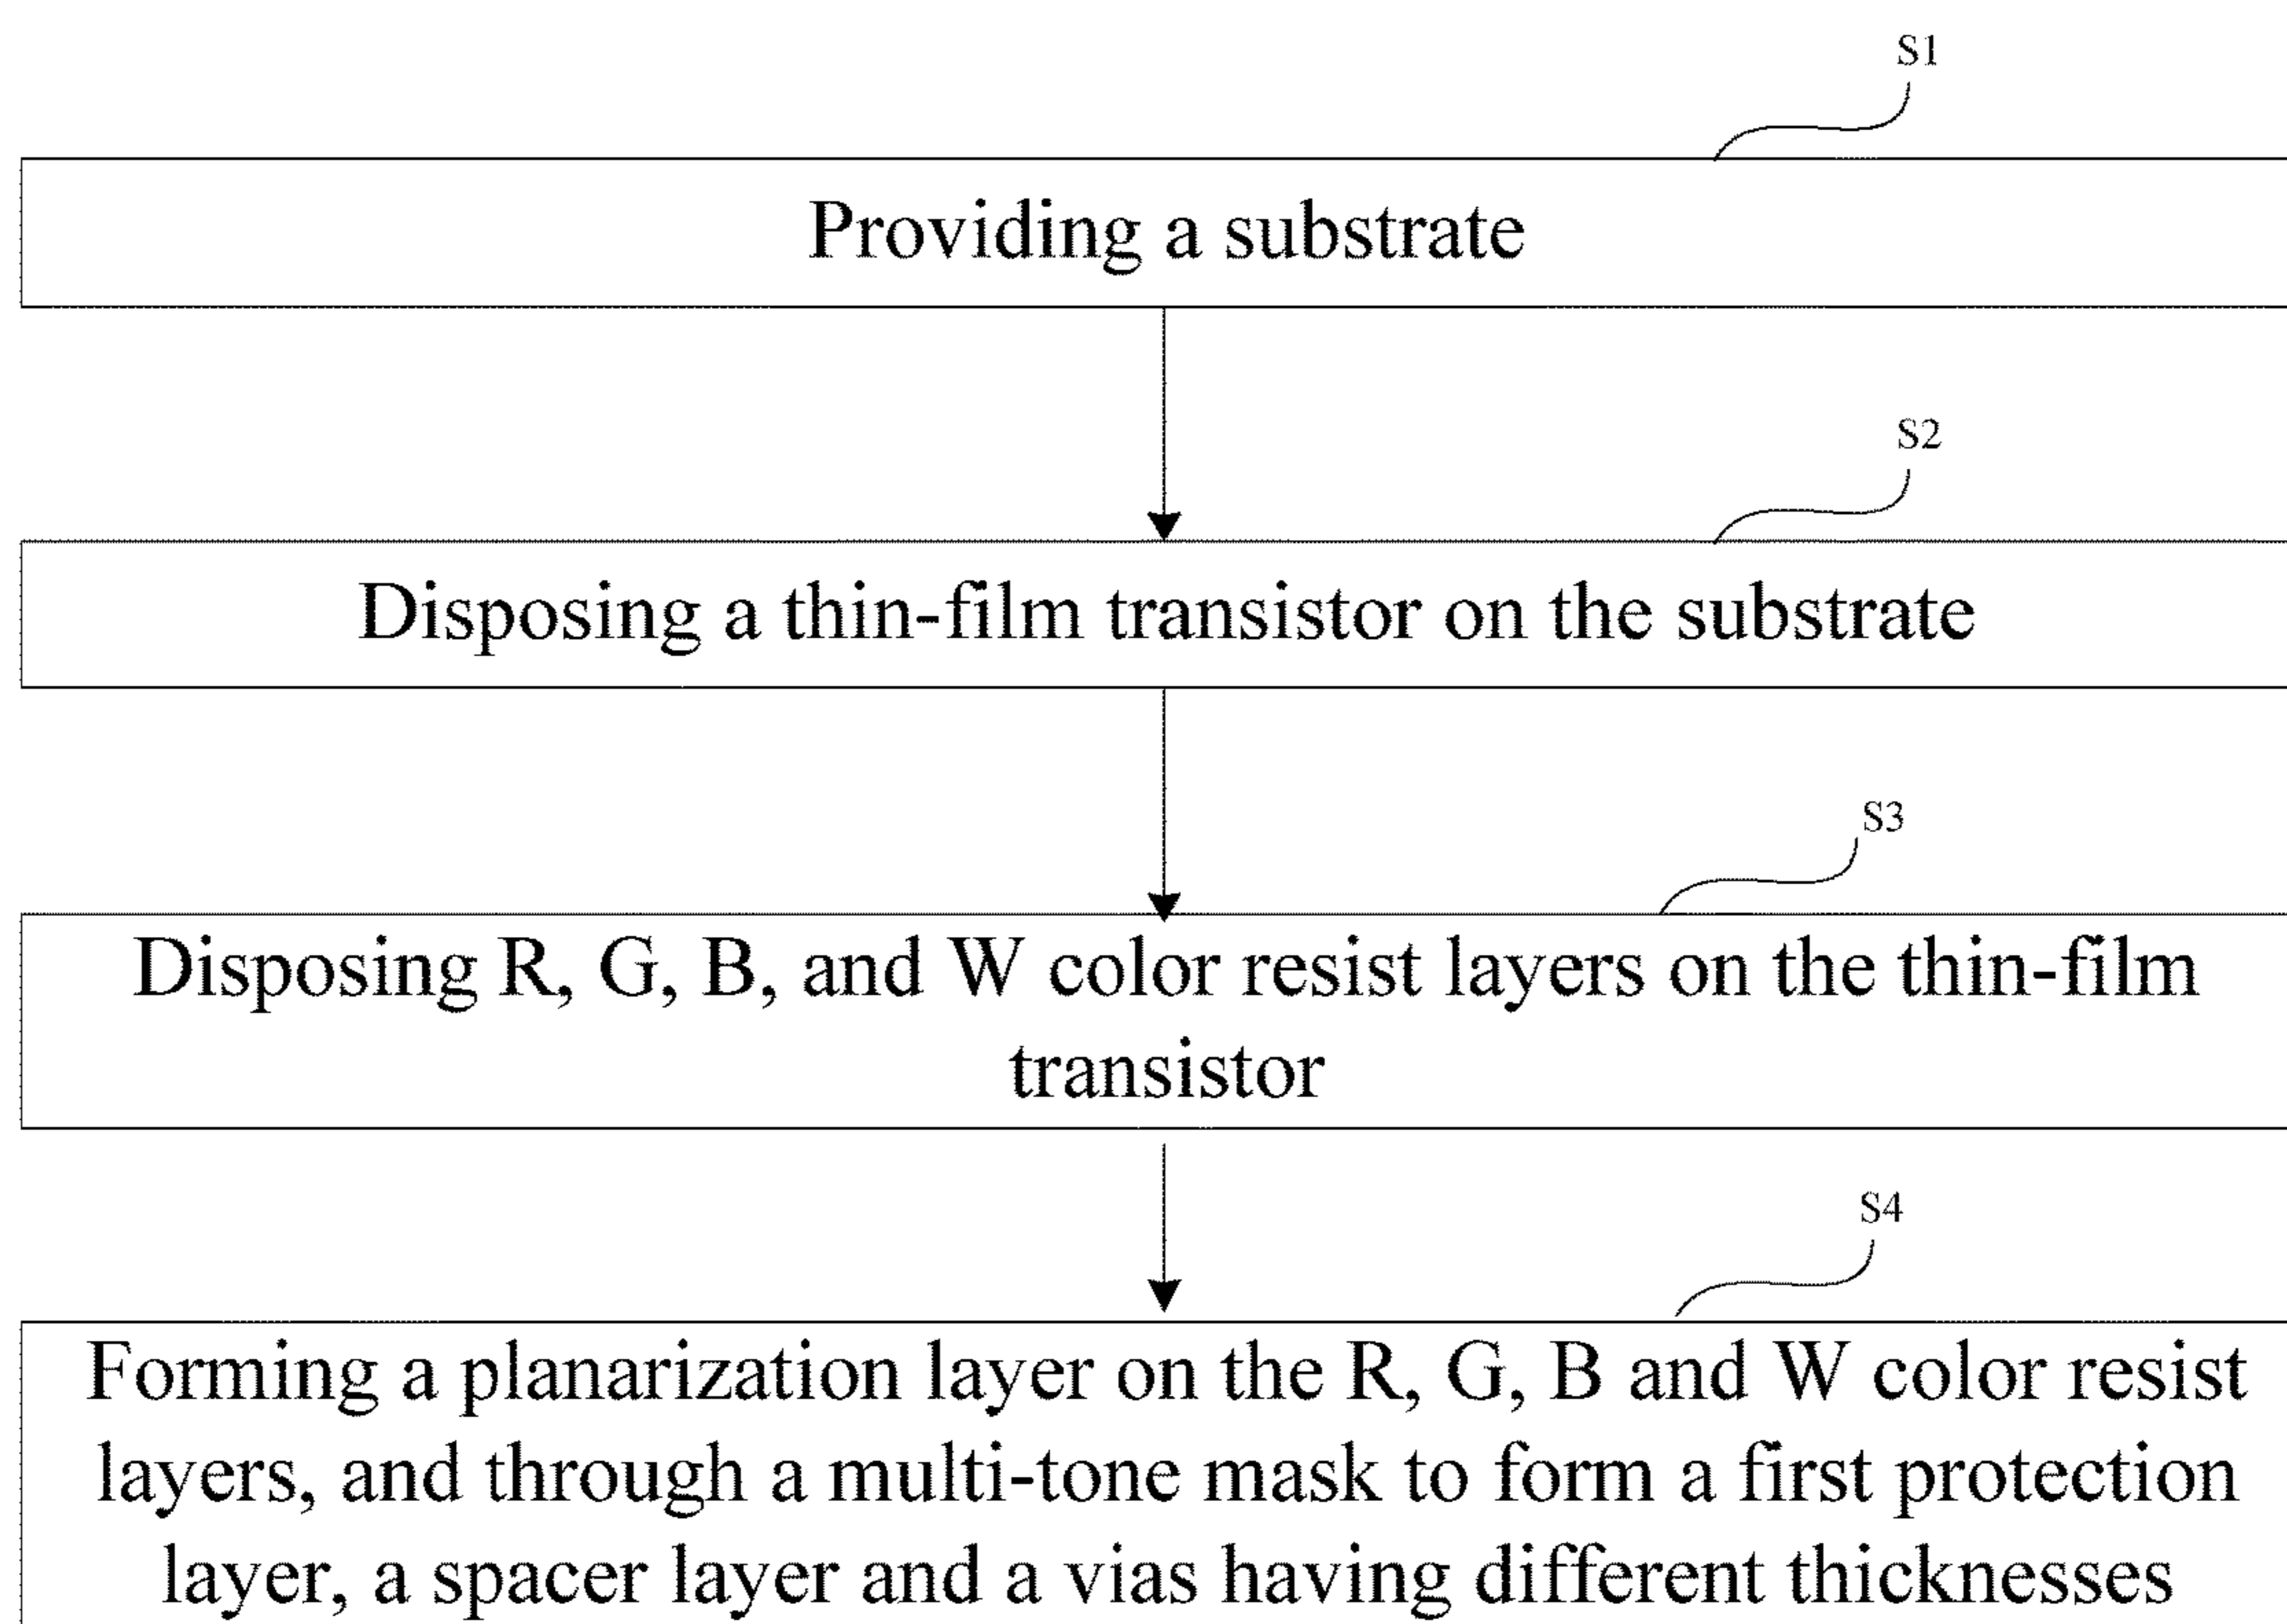 S1
Providing a substrate
S2
Disposing a thin-film transistor on the substrate
S3
Disposing R, G, B, and W color resist layers on the thin-film
transistor
S4
Forming a planarization layer on the R, G, B and W color resist
layers, and through a multi-tone mask to form a first protection
layer, a spacer layer and a vias having different thicknesses